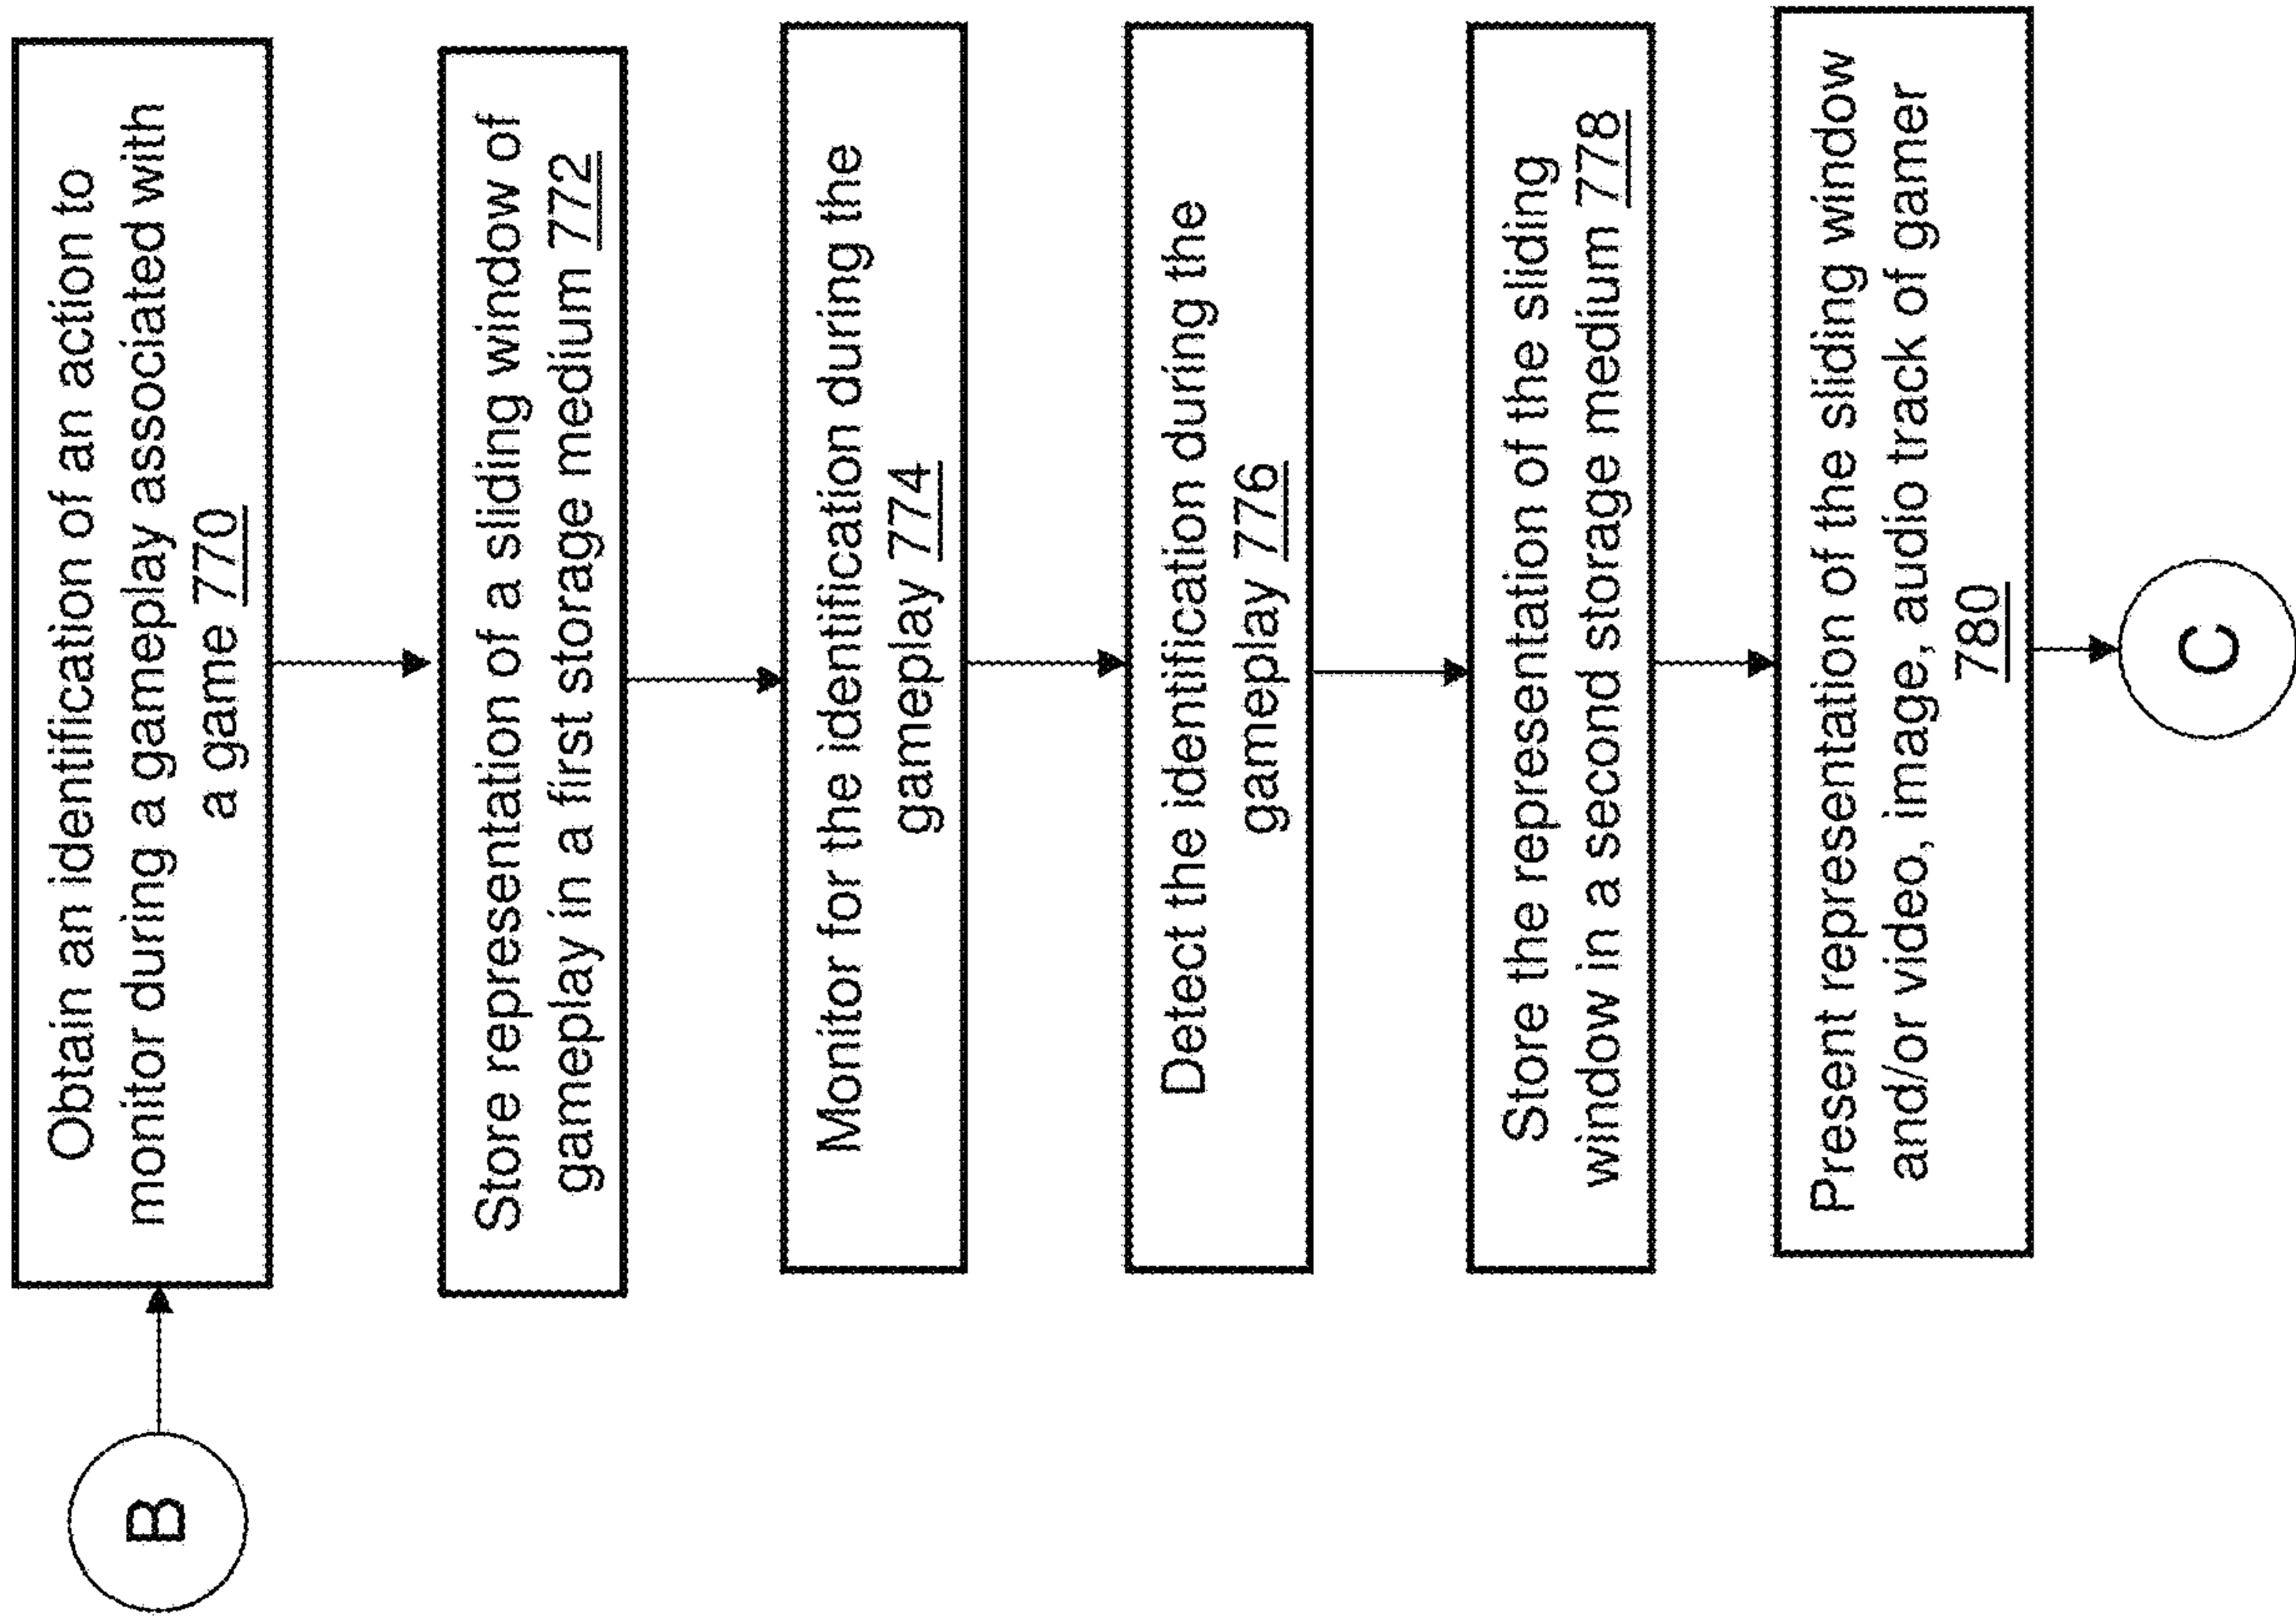 B
Obtain an identification of an action to
monitor during a gameplay associated with
a game 770
Store representation of a sliding window of
gameplay in a first storage medium 772
Monitor for the identification during the
gameplay 774
Detect the identification during the
gameplay 776
Store the representation of the sliding
window in a second storage medium 778
Present representation of the sliding window
and/or video, image, audio track of gamer
780
C